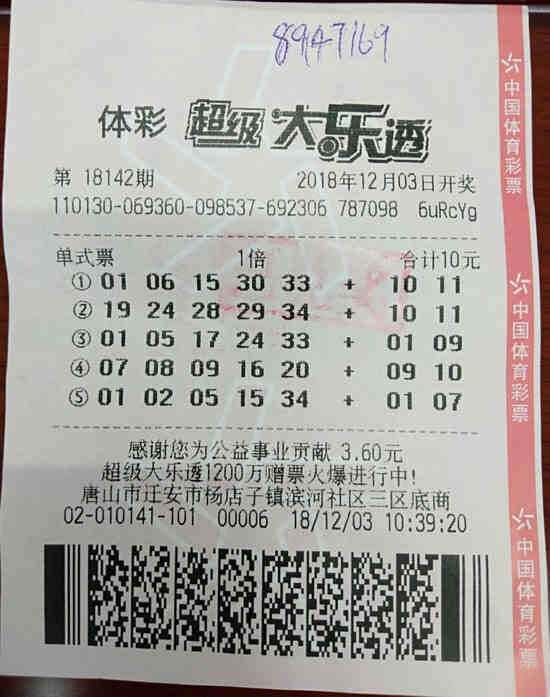 8947169
体彩 超级大乐透
第 18142期 2018年12月03日开奖
110130-069360-098537-692306 787098 6uRcYg
单式票 1倍 合计10元
① 01 06 15 30 33 + 10 11
② 19 24 28 29 34 + 10 11
③ 01 05 17 24 33 + 01 09
④ 07 08 09 16 20 + 09 10
⑤ 01 02 05 15 34 + 01 07
感谢您为公益事业贡献 3.60元
超级大乐透1200万赠票火爆进行中!
唐山市迁安市杨店子镇滨河社区三区底商
02-010141-101 00006 18/12/03 10:39:20
中国体育彩票
中国体育彩票
中国体育彩票